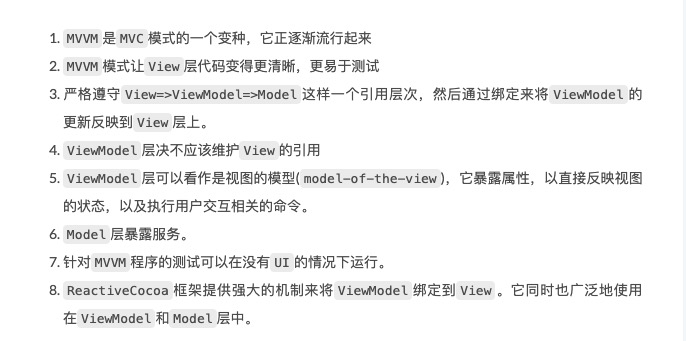 1. MVVM 是 MVC 模式的一个变种，它正逐渐流行起来
2. MVVM 模式让 View 层代码变得更清晰，更易于测试
3. 严格遵守 View=>ViewModel=>Model 这样一个引用层次，然后通过绑定来将 ViewModel 的
更新反映到 View 层上。
4. ViewModel 层决不应该维护 View 的引用
5. ViewModel 层可以看作是视图的模型( model-of-the-view )，它暴露属性，以直接反映视图
的状态，以及执行用户交互相关的命令。
6. Model 层暴露服务。
7. 针对 MVVM 程序的测试可以在没有 UI 的情况下运行。
8. ReactiveCocoa 框架提供强大的机制来将 ViewModel 绑定到 View 。它同时也广泛地使用
在 ViewModel 和 Model 层中。